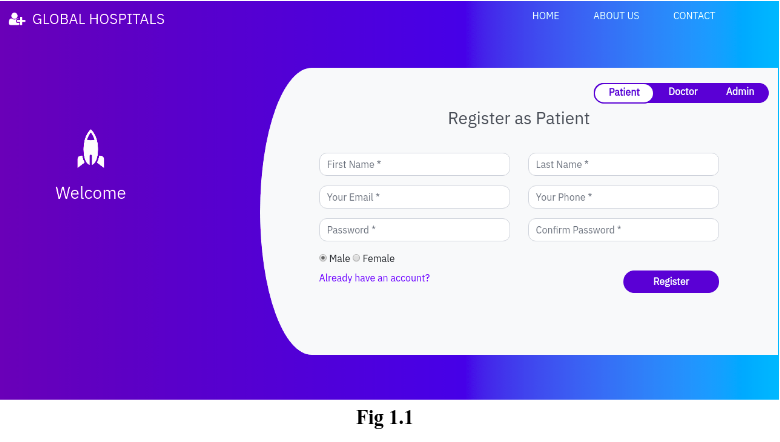 GLOBAL HOSPITALS
HOME ABOUT US CONTACT
Patient Doctor Admin
Register as Patient
Welcome
First Name * Last Name *
Your Email * Your Phone *
Password * Confirm Password *
Male Female
Already have an account?
Register
Fig 1.1